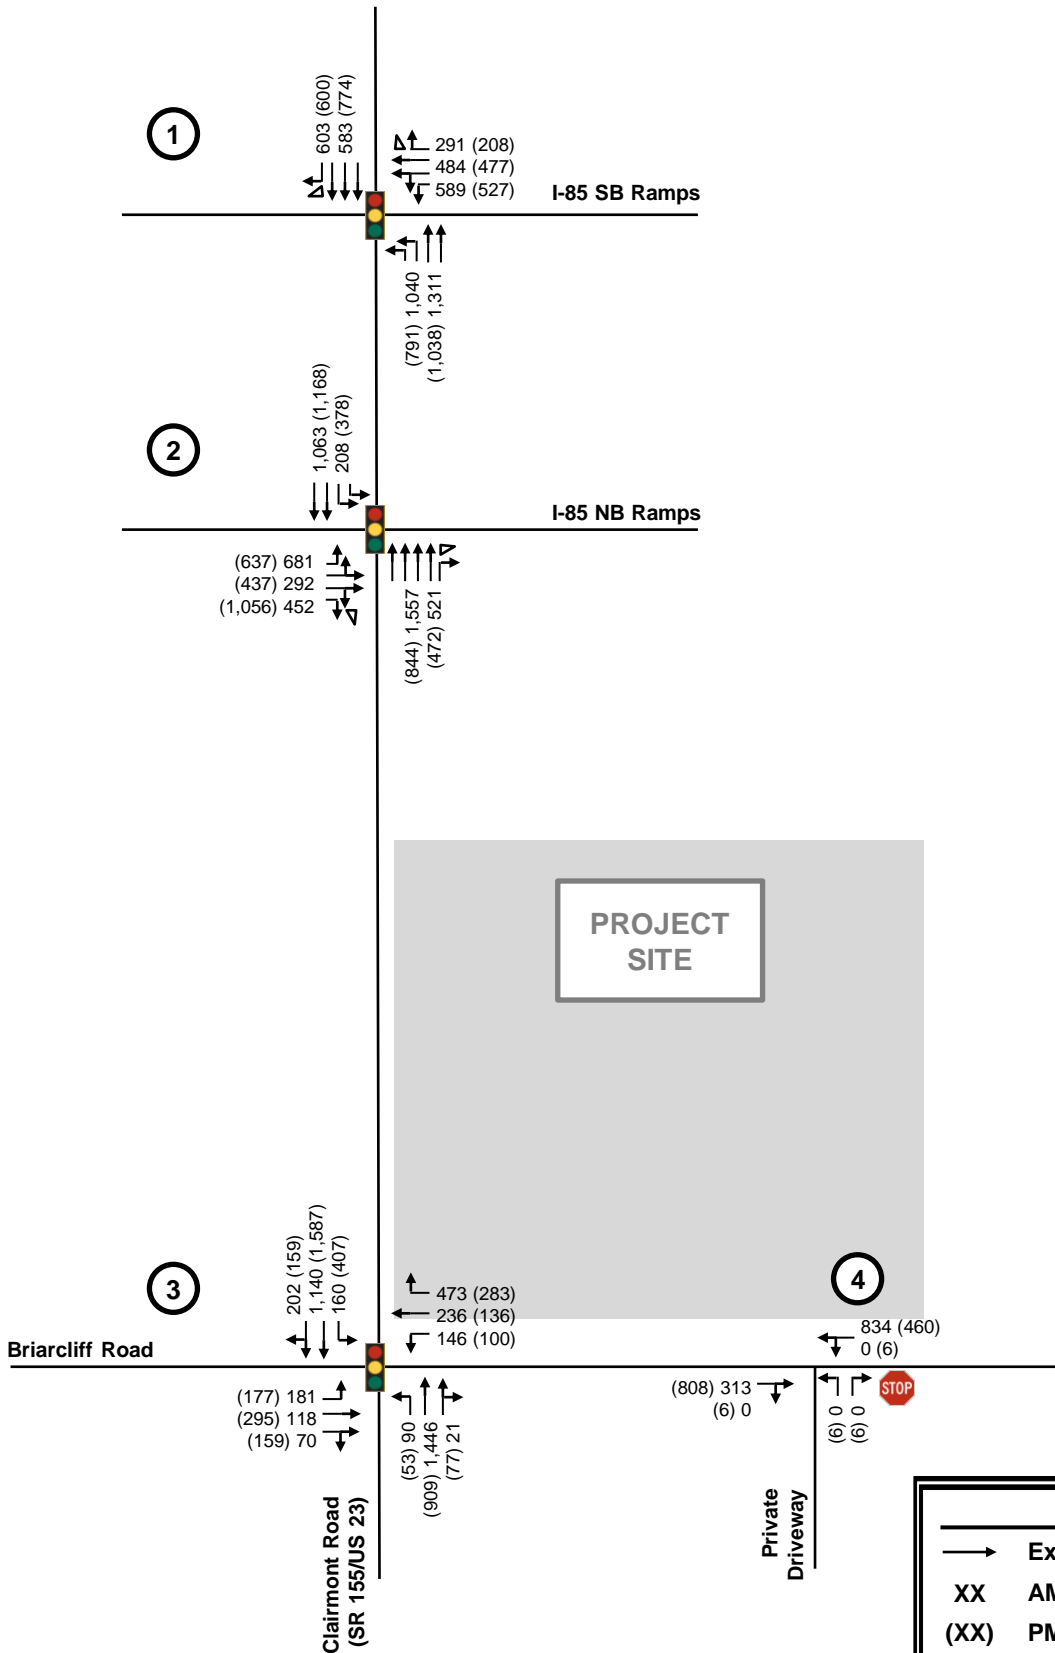 1
603 (600)
583 (774)
291 (208)
484 (477)
589 (527)
I-85 SB Ramps
(791) 1,040
(1,038) 1,311
2
1,063 (1,168)
208 (378)
I-85 NB Ramps
(637) 681
(437) 292
(1,056) 452
(844) 1,557
(472) 521
PROJECT
SITE
3
202 (159)
1,140 (1,587)
160 (407)
473 (283)
236 (136)
146 (100)
4
834 (460)
0 (6)
Briarcliff Road
(177) 181
(295) 118
(159) 70
(53) 90
(909) 1,446
(77) 21
(808) 313
(6) 0
(6) 0
(6) 0
STOP
Clairmont Road
(SR 155/US 23)
Private
Driveway
Ex
XX AM
(XX) PM